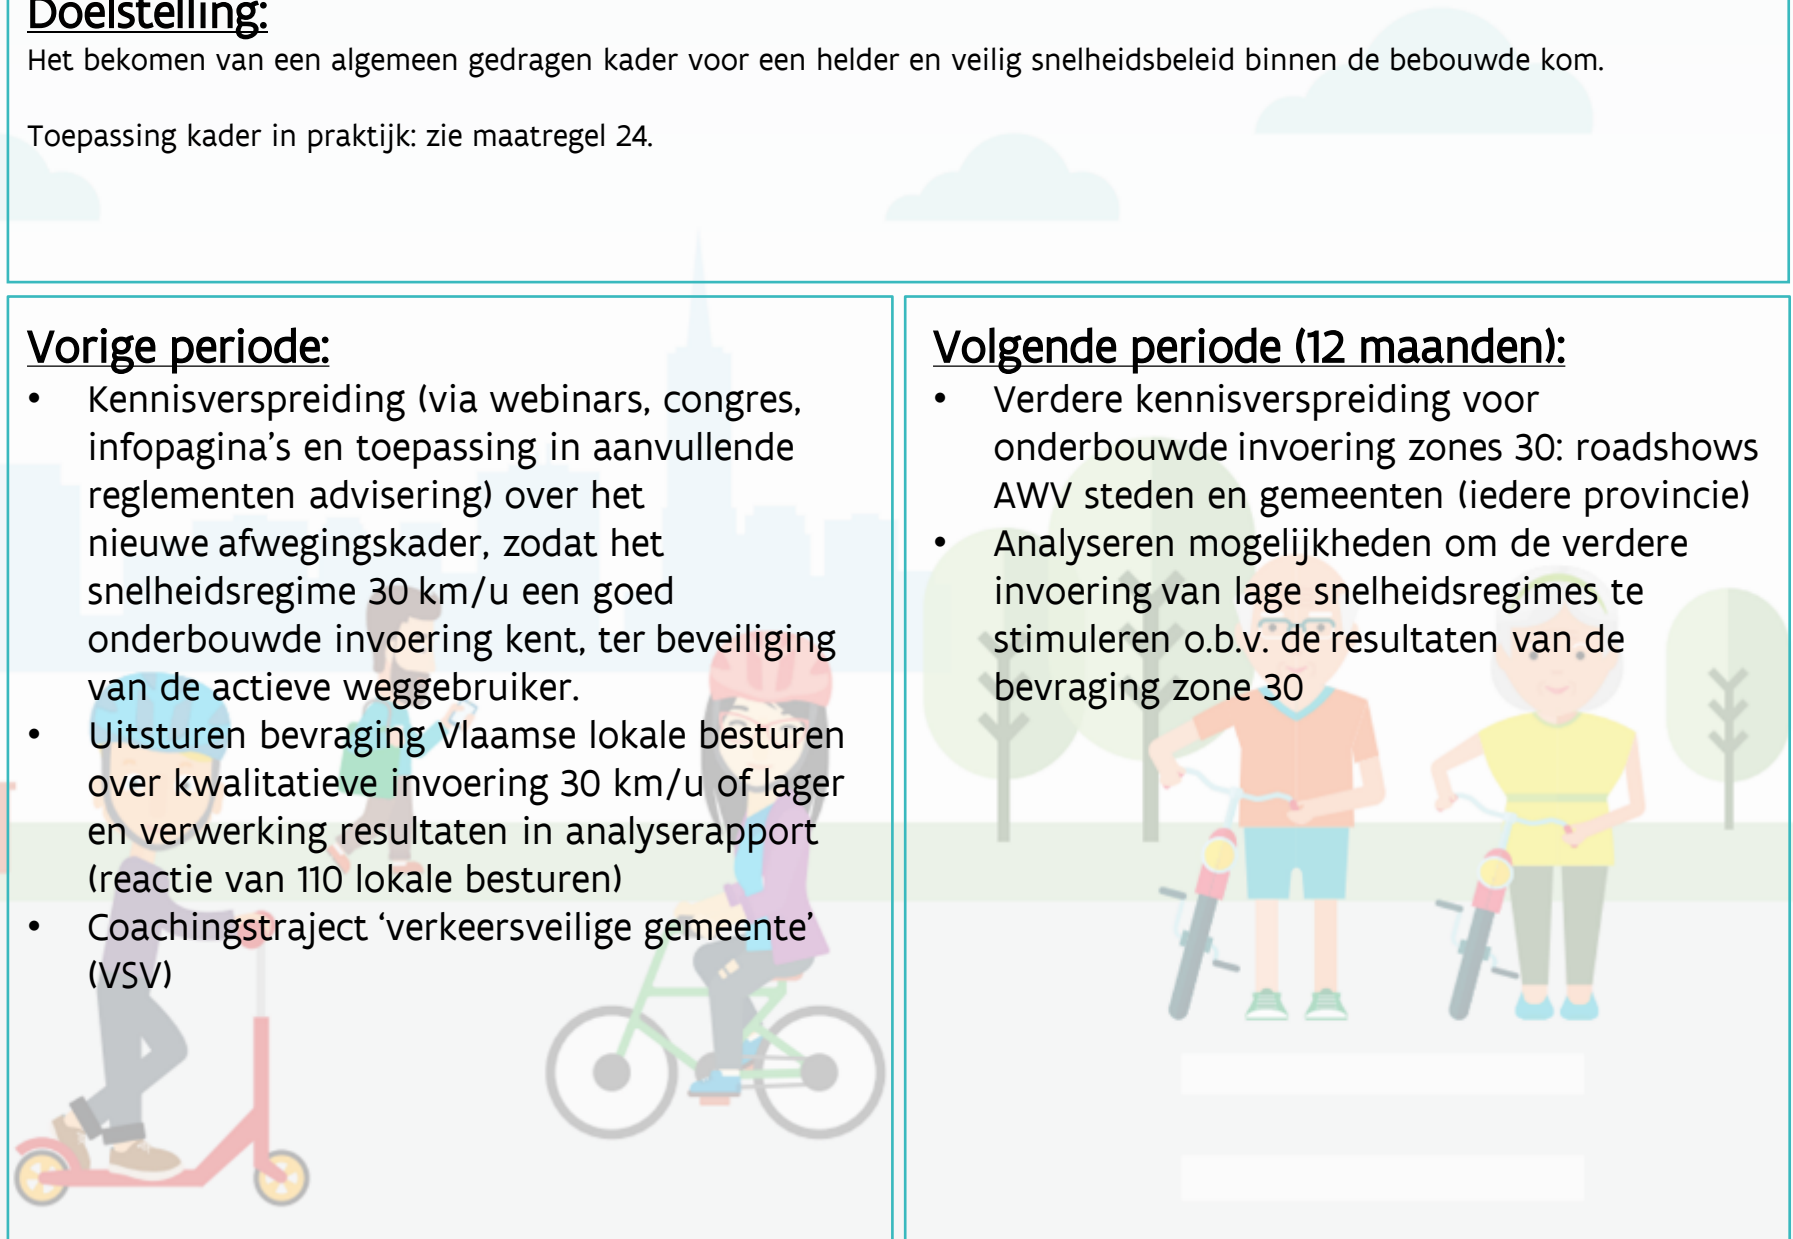 Doelstelling:
Het bekomen van een algemeen gedragen kader voor een helder en veilig snelheidsbeleid binnen de bebouwde kom.
Toepassing kader in praktijk: zie maatregel 24.
Vorige periode:
• Kennisverspreiding (via webinars, congres,
infopagina’s en toepassing in aanvullende
reglementen advisering) over het
nieuwe afwegingskader, zodat het
snelheidsregime 30 km/u een goed
onderbouwde invoering kent, ter beveiliging
van de actieve weggebruiker.
• Uitsturen bevraging Vlaamse lokale besturen
over kwalitatieve invoering 30 km/u of lager
en verwerking resultaten in analyserapport
(reactie van 110 lokale besturen)
• Coachingstraject ‘verkeersveilige gemeente’
(VSV)
Volgende periode (12 maanden):
• Verdere kennisverspreiding voor
onderbouwde invoering zones 30: roadshows
AWV steden en gemeenten (iedere provincie)
• Analyseren mogelijkheden om de verdere
invoering van lage snelheidsregimes te
stimuleren o.b.v. de resultaten van de
bevraging zone 30